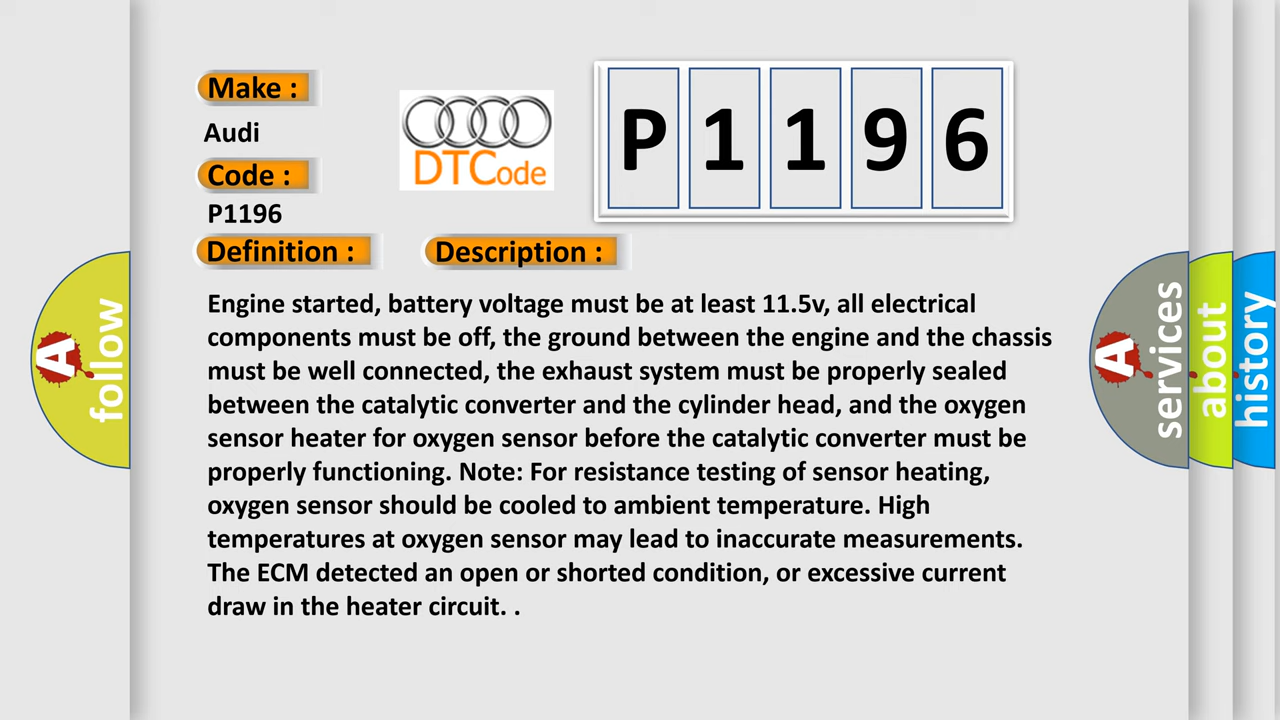 Make :
Audi
Code :
P1196
DTCode
P1196
Definition :
Description :
Engine started, battery voltage must be at least 11.5v, all electrical
components must be off, the ground between the engine and the chassis
must be well connected, the exhaust system must be properly sealed
between the catalytic converter and the cylinder head, and the oxygen
sensor heater for oxygen sensor before the catalytic converter must be
properly functioning. Note: For resistance testing of sensor heating,
oxygen sensor should be cooled to ambient temperature. High
temperatures at oxygen sensor may lead to inaccurate measurements.
The ECM detected an open or shorted condition, or excessive current
draw in the heater circuit. .
A follow
A services
about
history